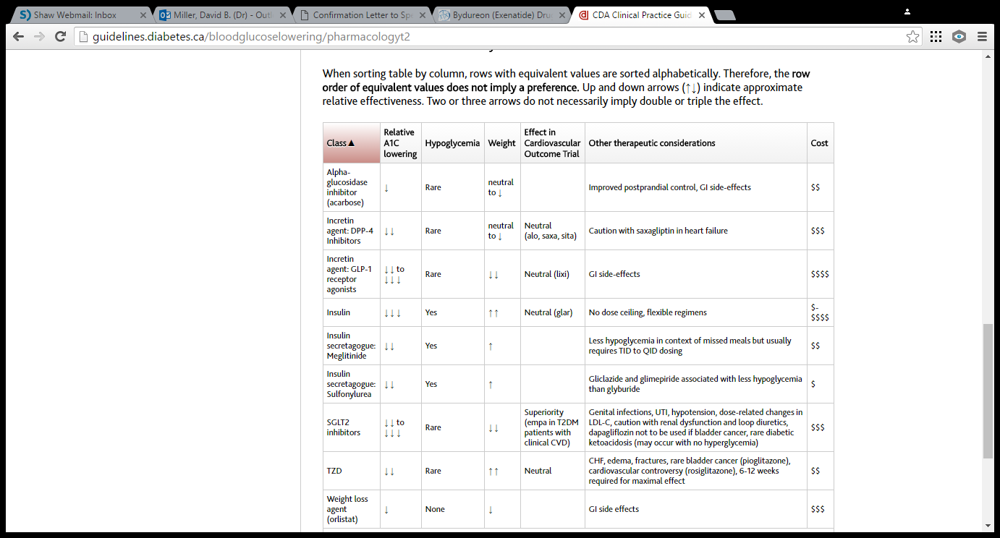 Shaw Webmail: Inbox
Miller, David B. (Dr) - Outl
Confirmation Letter to Sp
Bydureon (Exenatide) Dru
CDA Clinical Practice Guid
guidelines.diabetes.ca/bloodglucoselowering/pharmacologyt2
When sorting table by column, rows with equivalent values are sorted alphabetically. Therefore, the row
order of equivalent values does not imply a preference. Up and down arrows (↑↓) indicate approximate
relative effectiveness. Two or three arrows do not necessarily imply double or triple the effect.
Class ▲
Relative
A1C
lowering
Hypoglycemia
Weight
Effect in
Cardiovascular
Outcome Trial
Other therapeutic considerations
Cost
Alpha-
glucosidase
inhibitor
(acarbose)
↓
Rare
neutral
to ↓
Improved postprandial control, GI side-effects
$$
Incretin
agent: DPP-4
Inhibitors
↓↓
Rare
neutral
to ↓
Neutral
(alo, saxa, sita)
Caution with saxagliptin in heart failure
$$$
Incretin
agent: GLP-1
receptor
agonists
↓↓ to
↓↓↓
Rare
↓↓
Neutral (lixi)
GI side-effects
$$$$
Insulin
↓↓↓
Yes
↑↑
Neutral (glar)
No dose ceiling, flexible regimens
$-
$$$$
Insulin
secretagogue:
Meglitinide
↓↓
Yes
↑
Less hypoglycemia in context of missed meals but usually
requires TID to QID dosing
$$
Insulin
secretagogue:
Sulfonylurea
↓↓
Yes
↑
Gliclazide and glimepiride associated with less hypoglycemia
than glyburide
$
SGLT2
inhibitors
↓↓ to
↓↓↓
Rare
↓↓
Superiority
(empa in T2DM
patients with
clinical CVD)
Genital infections, UTI, hypotension, dose-related changes in
LDL-C, caution with renal dysfunction and loop diuretics,
dapagliflozin not to be used if bladder cancer, rare diabetic
ketoacidosis (may occur with no hyperglycemia)
$$$
TZD
↓↓
Rare
↑↑
Neutral
CHF, edema, fractures, rare bladder cancer (pioglitazone),
cardiovascular controversy (rosiglitazone), 6-12 weeks
required for maximal effect
$$
Weight loss
agent
(orlistat)
↓
None
↓
GI side effects
$$$